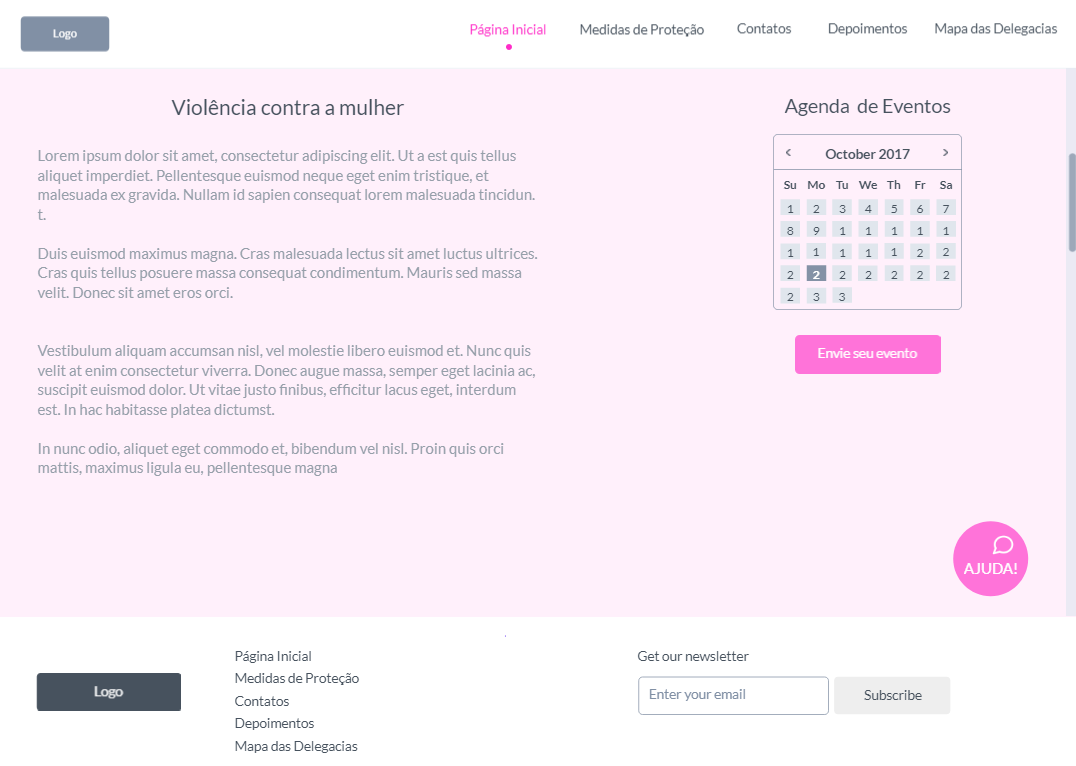 Logo
Página Inicial
Medidas de Proteção
Contatos
Depoimentos
Mapa das Delegacias
Violência contra a mulher
Lorem ipsum dolor sit amet, consectetur adipiscing elit. Ut a est quis tellus
aliquet imperdiet. Pellentesque euismod neque eget enim tristique, et
malesuada ex gravida. Nullam id sapien consequat lorem malesuada tincidun.
t.
Duis euismod maximus magna. Cras malesuada lectus sit amet luctus ultrices.
Cras quis tellus posuere massa consequat condimentum. Mauris sed massa
velit. Donec sit amet eros orci.
Vestibulum aliquam accumsan nisl, vel molestie libero euismod et. Nunc quis
velit at enim consectetur viverra. Donec augue massa, semper eget lacinia ac,
suscipit euismod dolor. Ut vitae justo finibus, efficitur lacus eget, interdum
est. In hac habitasse platea dictumst.
In nunc odio, aliquet eget commodo et, bibendum vel nisl. Proin quis orci
mattis, maximus ligula eu, pellentesque magna
Agenda de Eventos
October 2017
Su Mo Tu We Th Fr Sa
1 2 3 4 5 6 7
8 9 1 1 1 1 1
1 1 1 1 1 2 2
2 2 2 2 2 2 2
2 3 3
Envie seu evento
AJUDA!
Logo
Página Inicial
Medidas de Proteção
Contatos
Depoimentos
Mapa das Delegacias
Get our newsletter
Enter your email
Subscribe